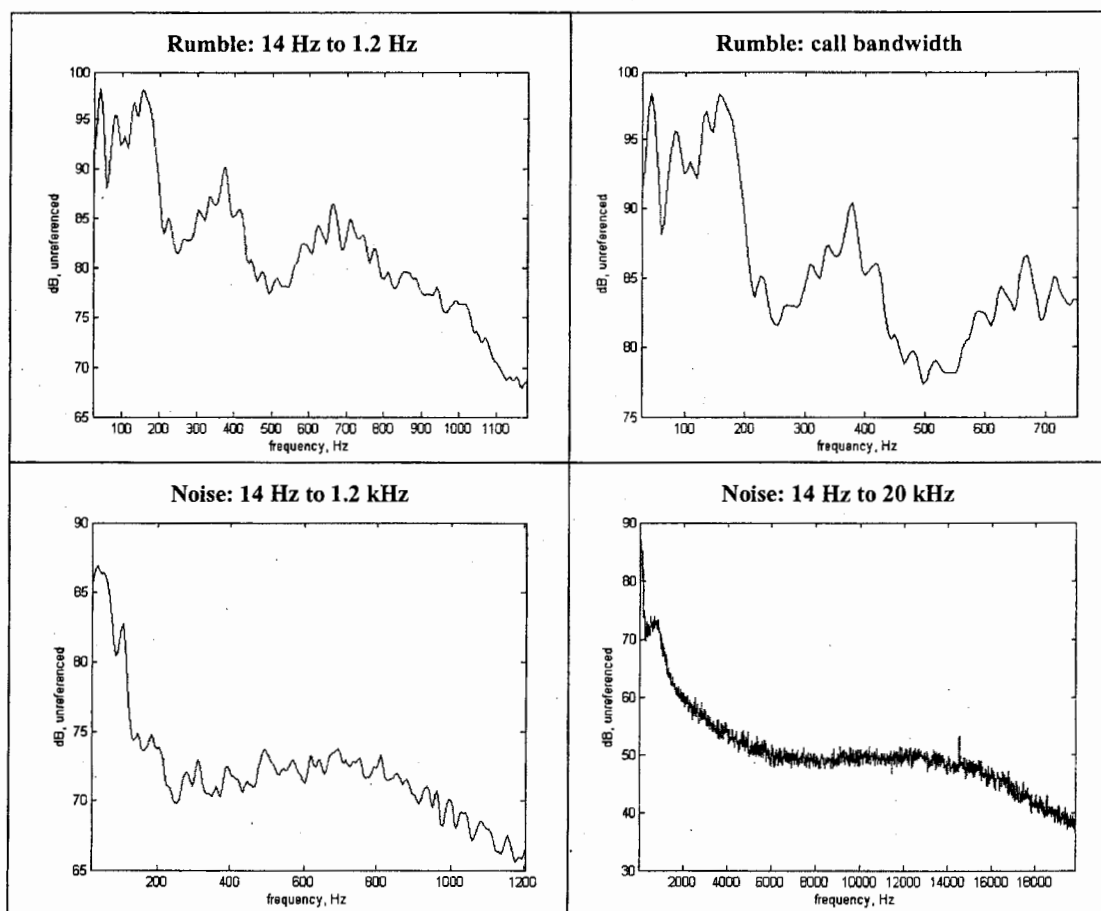 Rumble: 14 Hz to 1.2 Hz
100
95
90
85
80
75
70
65
dB, unreferenced
100 200 300 400 500 600 700 800 900 1000 1100
frequency, Hz
Rumble: call bandwidth
100
95
90
85
80
75
dB, unreferenced
100 200 300 400 500 600 700
frequency, Hz
Noise: 14 Hz to 1.2 kHz
90
85
80
75
70
65
dB, unreferenced
200 400 600 800 1000 1200
frequency, Hz
Noise: 14 Hz to 20 kHz
90
80
70
60
50
40
30
dB, unreferenced
2000 4000 6000 8000 10000 12000 14000 16000 18000
frequency, Hz